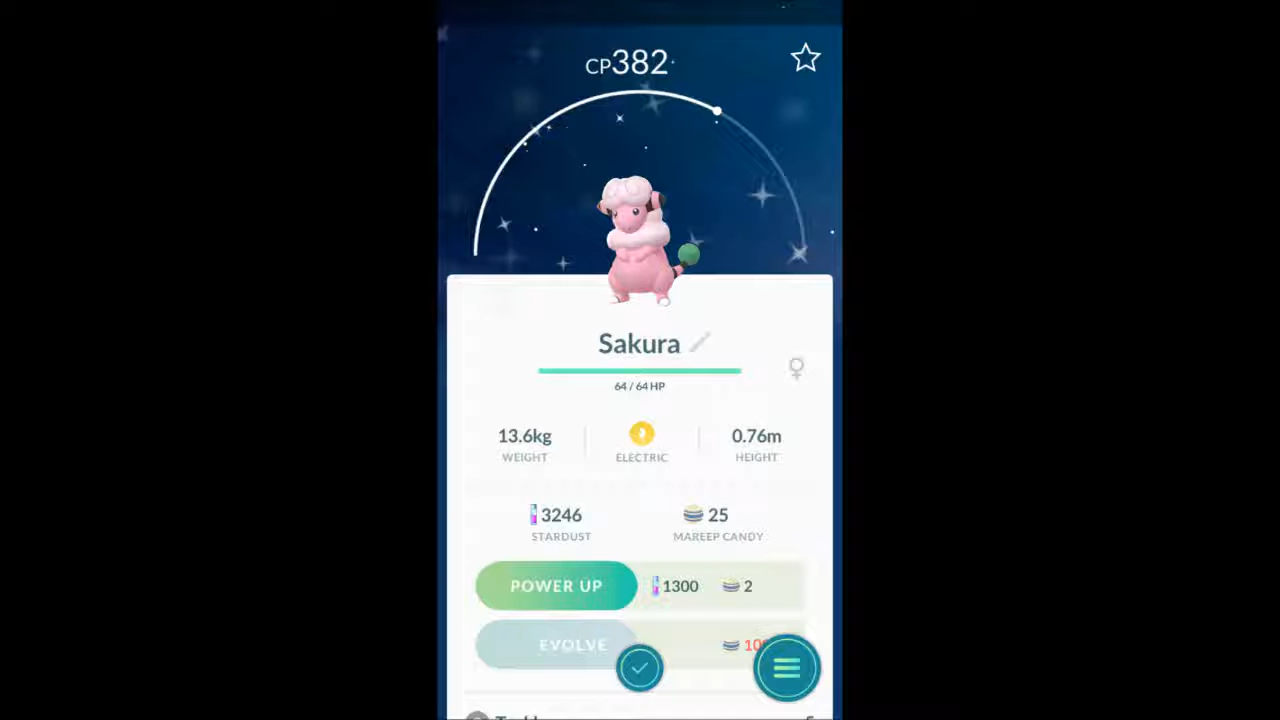 CP382
Sakura
64 / 64 HP
13.6kg
WEIGHT
ELECTRIC
0.76m
HEIGHT
3246
STARDUST
25
MAREEP CANDY
POWER UP
1300
2
EVOLVE